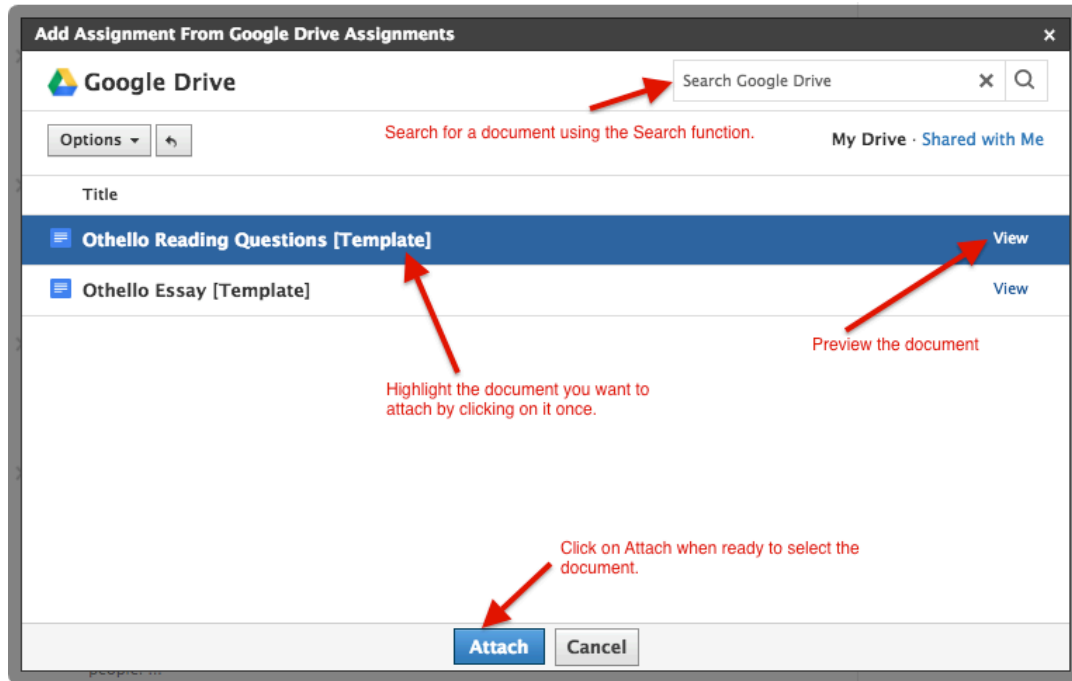 Add Assignment From Google Drive Assignments ×
Google Drive
Search Google Drive
Search for a document using the Search function.
Options
My Drive · Shared with Me
Title
Othello Reading Questions [Template] View
Othello Essay [Template] View
Preview the document
Highlight the document you want to
attach by clicking on it once.
Click on Attach when ready to select the
document.
Attach Cancel